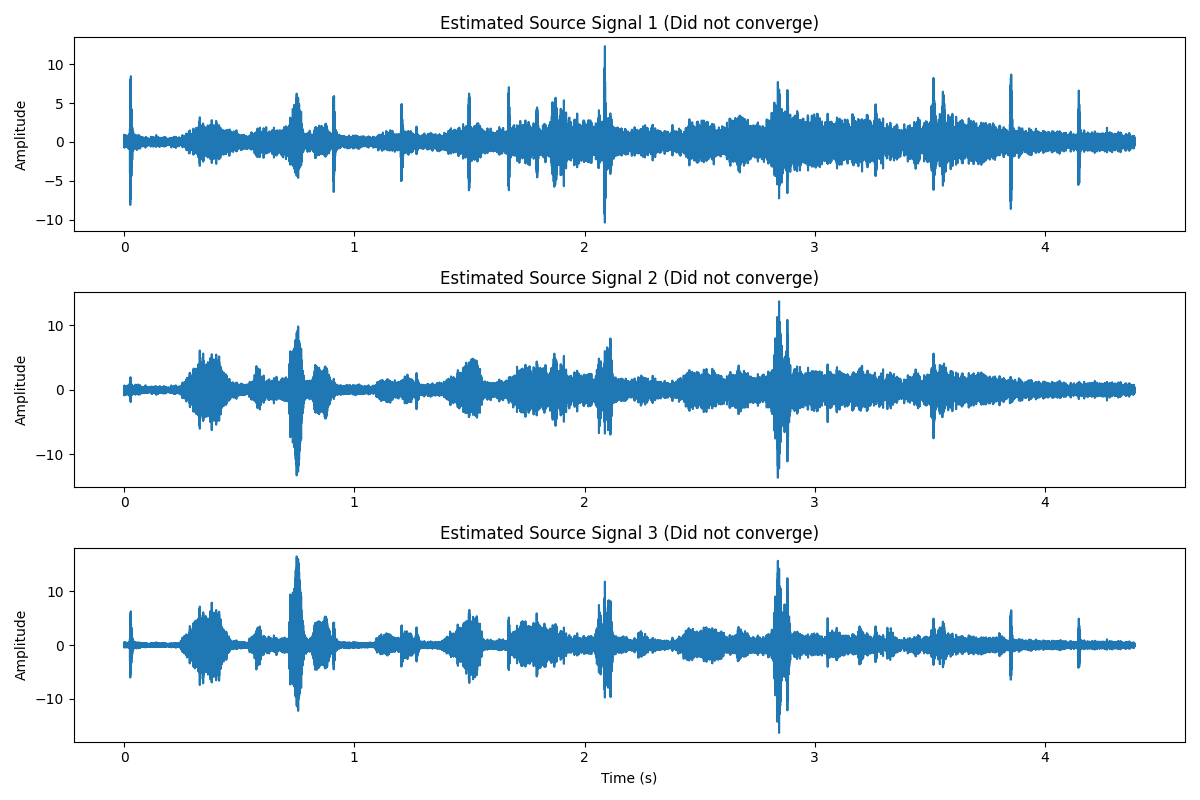 Estimated Source Signal 1 (Did not converge)
Amplitude
10
5
0
−5
−10
0 1 2 3 4
Estimated Source Signal 2 (Did not converge)
Amplitude
10
0
−10
0 1 2 3 4
Estimated Source Signal 3 (Did not converge)
Amplitude
10
0
−10
0 1 2 3 4
Time (s)